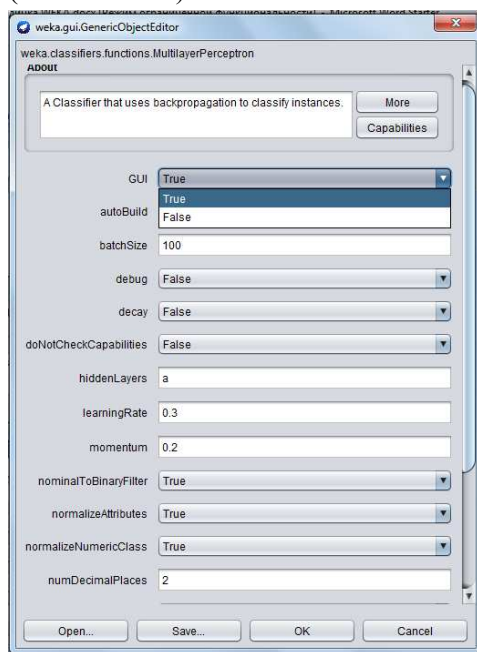 weka.gui.GenericObjectEditor
weka.classifiers.functions.MultilayerPerceptron
About
A Classifier that uses backpropagation to classify instances.
More
Capabilities
GUI True
True
autoBuild
False
batchSize 100
debug False
decay False
doNotCheckCapabilities False
hiddenLayers a
learningRate 0.3
momentum 0.2
nominalToBinaryFilter True
normalizeAttributes True
normalizeNumericClass True
numDecimalPlaces 2
Open... Save... OK Cancel